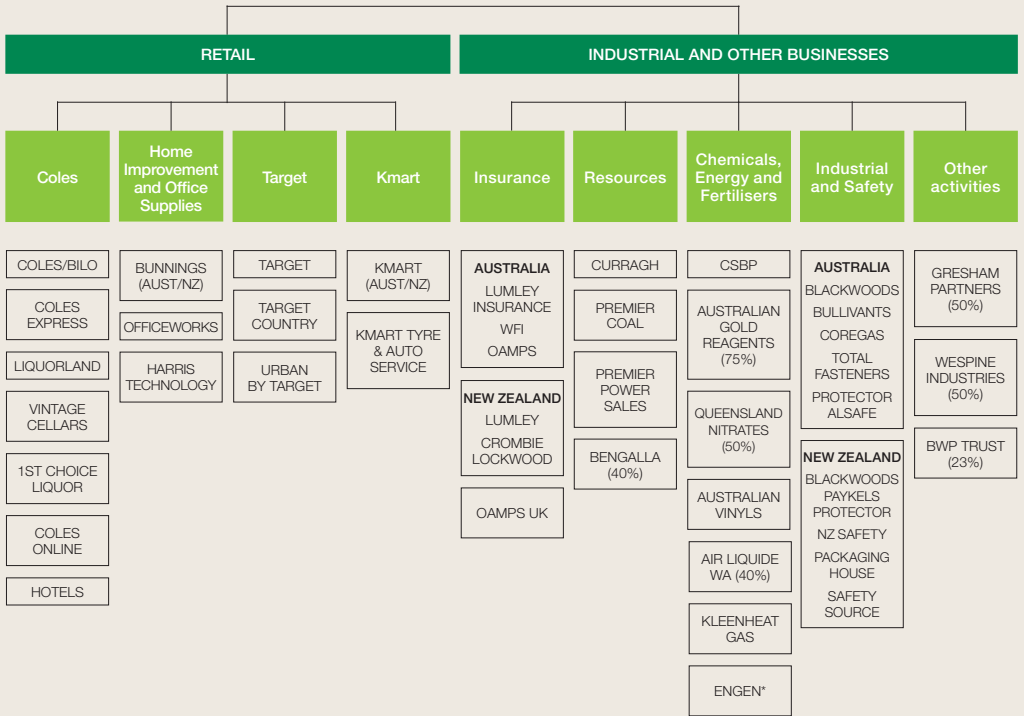 RETAIL
INDUSTRIAL AND OTHER BUSINESSES
Coles
Home
Improvement
and Office
Supplies
Target
Kmart
Insurance
Resources
Chemicals,
Energy and
Fertilisers
Industrial
and Safety
Other
activities
COLES/BILO
COLES
EXPRESS
LIQUORLAND
VINTAGE
CELLARS
1ST CHOICE
LIQUOR
COLES
ONLINE
HOTELS
BUNNINGS
(AUST/NZ)
OFFICEWORKS
HARRIS
TECHNOLOGY
TARGET
TARGET
COUNTRY
URBAN
BY TARGET
KMART
(AUST/NZ)
KMART TYRE
& AUTO
SERVICE
AUSTRALIA
LUMLEY
INSURANCE
WFI
OAMPS
NEW ZEALAND
LUMLEY
CROMBIE
LOCKWOOD
OAMPS UK
CURRAGH
PREMIER
COAL
PREMIER
POWER
SALES
BENGALLA
(40%)
CSBP
AUSTRALIAN
GOLD
REAGENTS
(75%)
QUEENSLAND
NITRATES
(50%)
AUSTRALIAN
VINYLS
AIR LIQUIDE
WA (40%)
KLEENHEAT
GAS
ENGEN*
AUSTRALIA
BLACKWOODS
BULLIVANTS
COREGAS
TOTAL
FASTENERS
PROTECTOR
ALSAFE
NEW ZEALAND
BLACKWOODS
PAYKELS
PROTECTOR
NZ SAFETY
PACKAGING
HOUSE
SAFETY
SOURCE
GRESHAM
PARTNERS
(50%)
WESPINE
INDUSTRIES
(50%)
BWP TRUST
(23%)